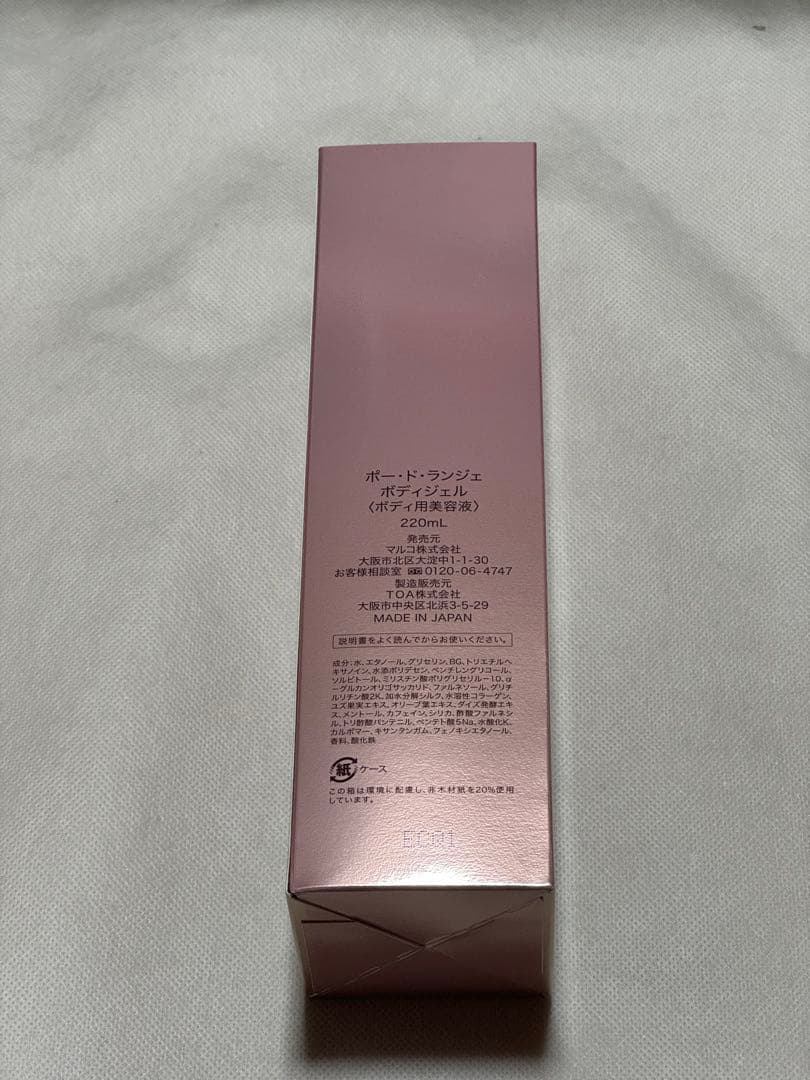 ポー・ド・ランジェ
ボディジェル
〈ボディ用美容液〉
220mL
発売元
マルコ株式会社
大阪市北区大淀中1-1-30
お客様相談室 0120-06-4747
製造販売元
TOA株式会社
大阪市中央区北浜3-5-29
MADE IN JAPAN
説明書をよく読んでからお使いください。
成分:水、エタノール、グリセリン、BG、トリエチルヘ
キサノイン、水添ポリデセン、ペンチレングリコール、
ソルビトール、ミリスチン酸ポリグリセリル-10、α
-グルカンオリゴサッカリド、ファルネソール、グリチ
ルリチン酸2K、加水分解シルク、水溶性コラーゲン、
ユズ果実エキス、オリーブ葉エキス、ダイズ発酵エキ
ス、メントール、カフェイン、シリカ、酢酸ファルネシ
ル、トリ酢酸パンテニル、ペンテト酸5Na、水酸化K、
カルボマー、キサンタンガム、フェノキシエタノール、
香料、酸化鉄
紙 ケース
この箱は環境に配慮し、非木材紙を20%使用
しています。
ECQ1